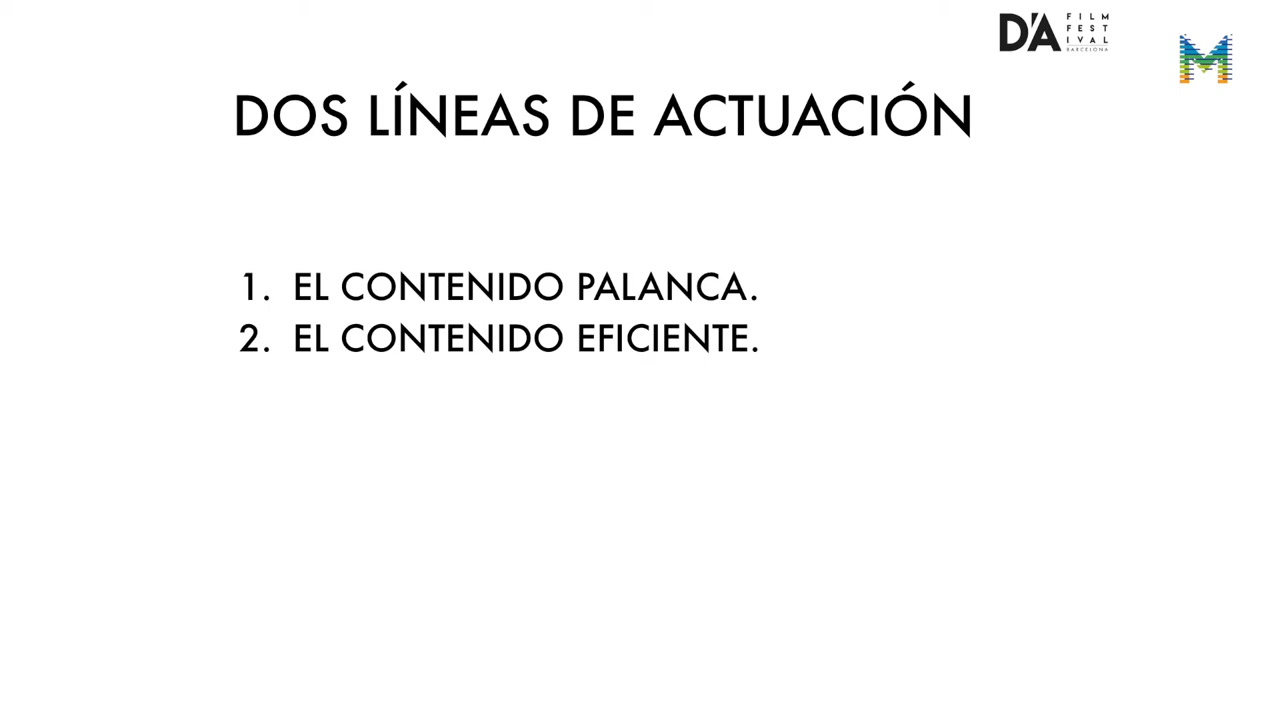 D'A FILM
FEST
IVAL
BARCELONA
M
DOS LÍNEAS DE ACTUACIÓN
1. EL CONTENIDO PALANCA.
2. EL CONTENIDO EFICIENTE.